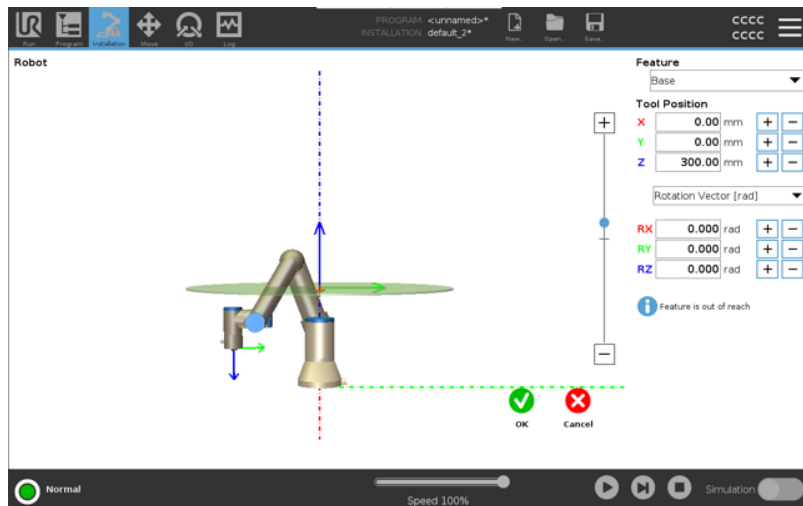 UR
Run
Program
Installation
Move
I/O
Log
PROGRAM <unnamed>*
INSTALLATION default_2*
New...
Open...
Save...
cccc
cccc
Robot
Feature
Base
Tool Position
X 0.00 mm + −
Y 0.00 mm + −
Z 300.00 mm + −
Rotation Vector [rad]
RX 0.000 rad + −
RY 0.000 rad + −
RZ 0.000 rad + −
Feature is out of reach
OK
Cancel
Normal
Speed 100%
Simulation